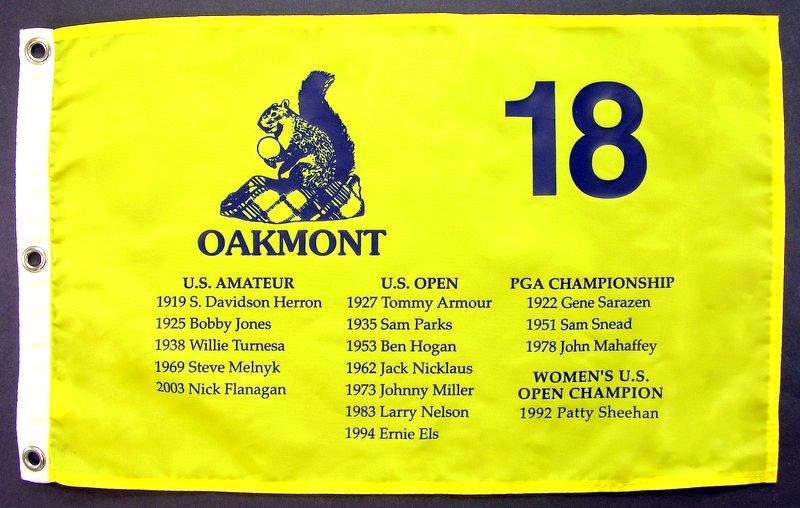 18
OAKMONT
U.S. AMATEUR
1919 S. Davidson Herron
1925 Bobby Jones
1938 Willie Turnesa
1969 Steve Melnyk
2003 Nick Flanagan
U.S. OPEN
1927 Tommy Armour
1935 Sam Parks
1953 Ben Hogan
1962 Jack Nicklaus
1973 Johnny Miller
1983 Larry Nelson
1994 Ernie Els
PGA CHAMPIONSHIP
1922 Gene Sarazen
1951 Sam Snead
1978 John Mahaffey
WOMEN'S U.S.
OPEN CHAMPION
1992 Patty Sheehan